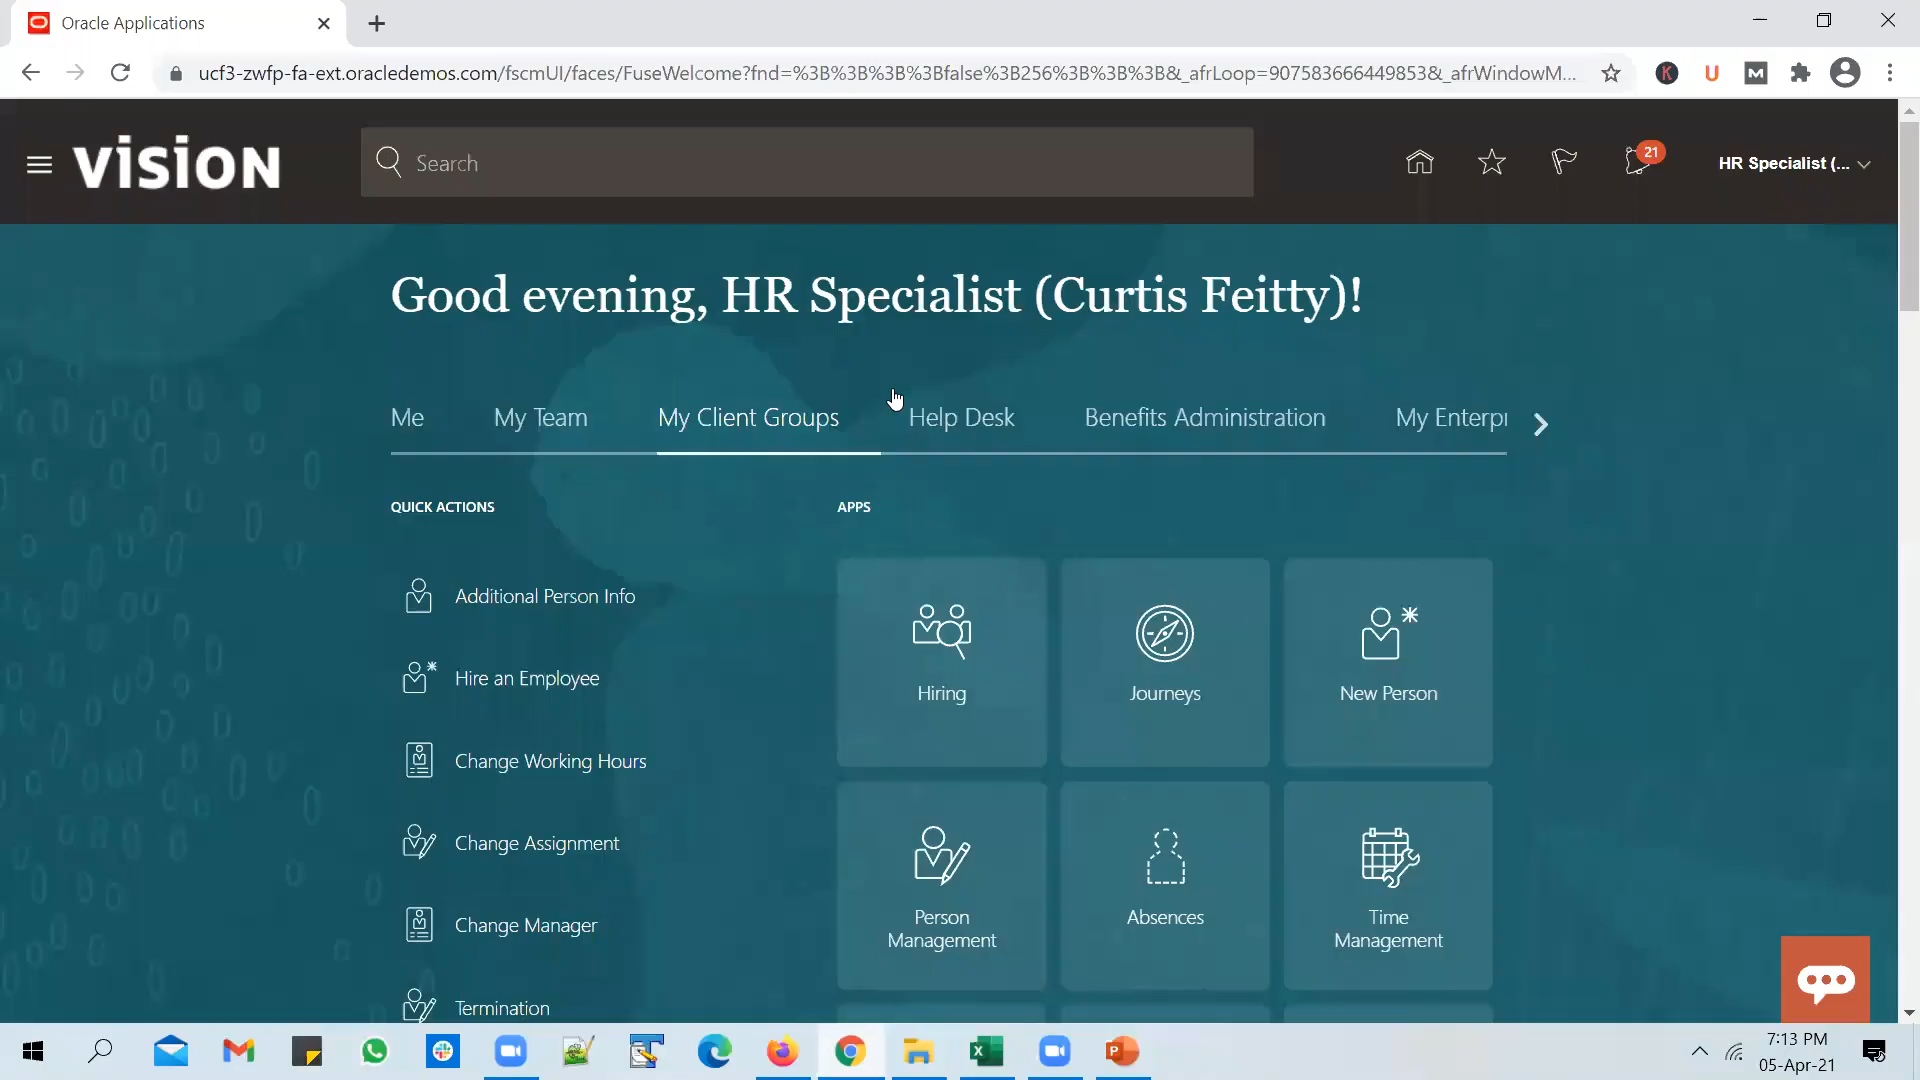 Oracle Applications
ucf3-zwfp-fa-ext.oracledemos.com/fscmUI/faces/FuseWelcome?fnd=%3B%3B%3B%3Bfalse%3B256%3B%3B%3B&_afrLoop=907583666449853&_afrWindowM...
K U M
vision
Search
21
HR Specialist (...
Good evening, HR Specialist (Curtis Feitty)!
Me My Team My Client Groups Help Desk Benefits Administration My Enterpr
QUICK ACTIONS
APPS
Additional Person Info
Hire an Employee
Change Working Hours
Change Assignment
Change Manager
Termination
Hiring
Journeys
New Person
Person
Management
Absences
Time
Management
7:13 PM
05-Apr-21